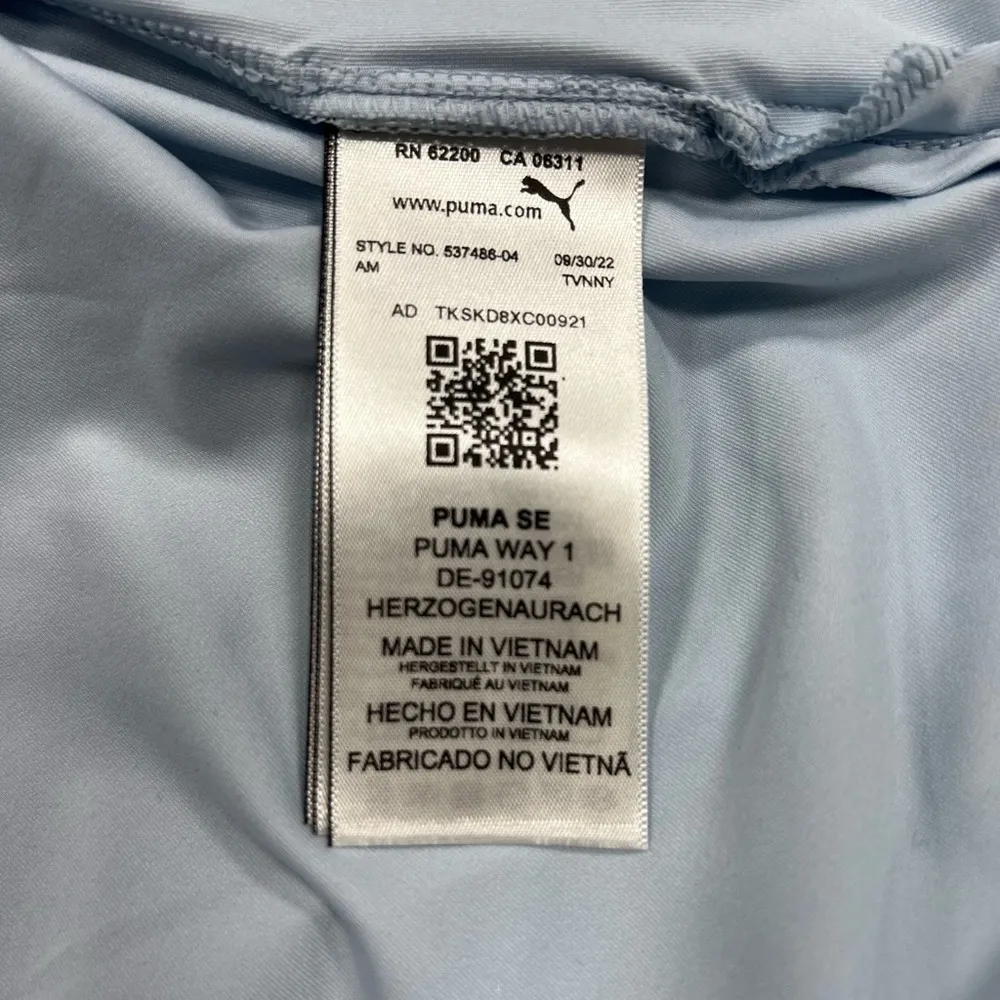 RN 62200 CA 06311
www.puma.com
STYLE NO. 537486-04 09/30/22
AM TVNNY
AD TKSKD8XC00921
PUMA SE
PUMA WAY 1
DE-91074
HERZOGENAURACH
MADE IN VIETNAM
HERGESTELLT IN VIETNAM
FABRIQUÉ AU VIETNAM
HECHO EN VIETNAM
PRODOTTO IN VIETNAM
FABRICADO NO VIETNÃ